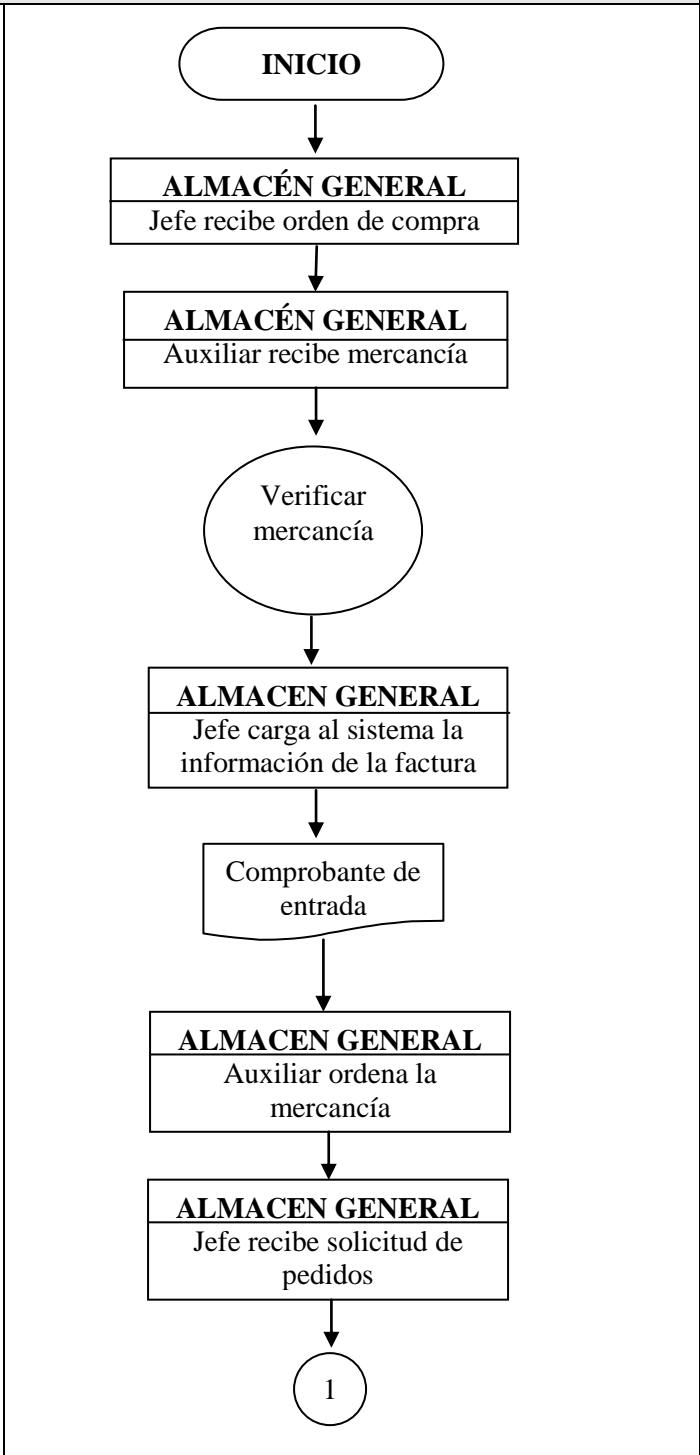 INICIO
ALMACÉN GENERAL
Jefe recibe orden de compra
ALMACÉN GENERAL
Auxiliar recibe mercancía
Verificar
mercancía
ALMACEN GENERAL
Jefe carga al sistema la
información de la factura
Comprobante de
entrada
ALMACEN GENERAL
Auxiliar ordena la
mercancía
ALMACEN GENERAL
Jefe recibe solicitud de
pedidos
1